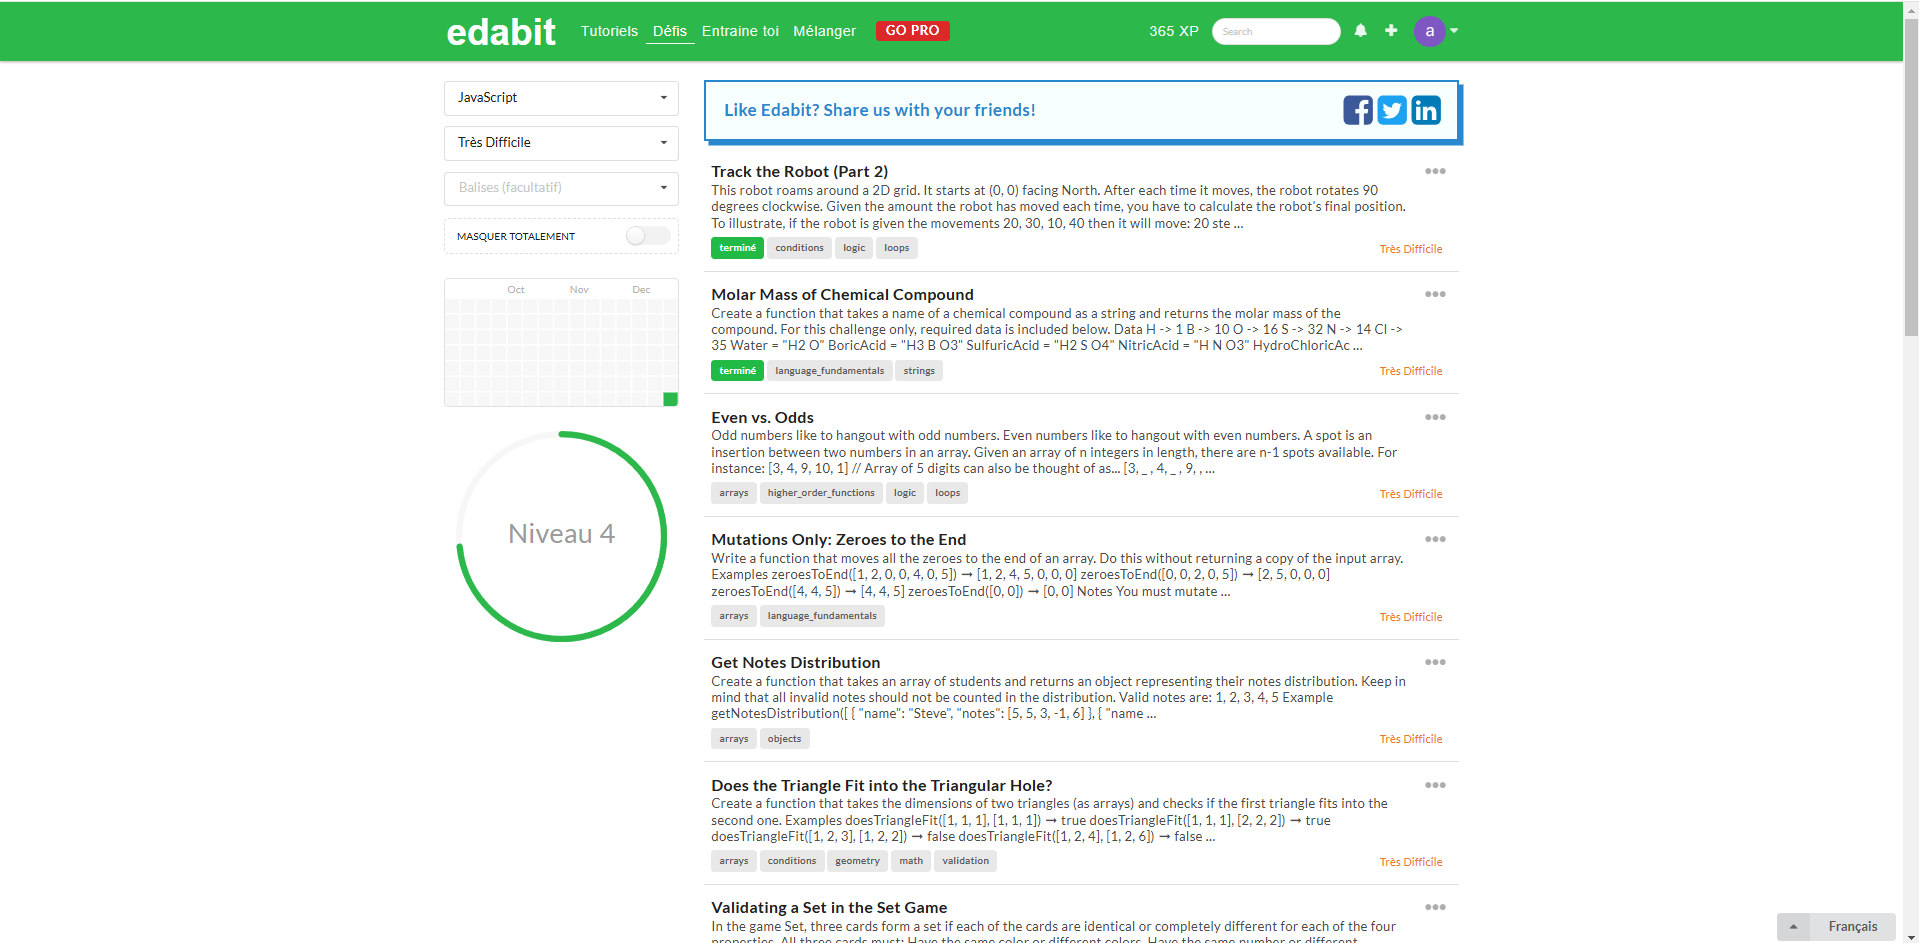 edabit
Tutoriels Défis Entraine toi Mélanger GO PRO
365 XP Search a
JavaScript
Très Difficile
Balises (facultatif)
MASQUER TOTALEMENT
Oct Nov Dec
Niveau 4
Like Edabit? Share us with your friends!
Track the Robot (Part 2)
This robot roams around a 2D grid. It starts at (0, 0) facing North. After each time it moves, the robot rotates 90
degrees clockwise. Given the amount the robot has moved each time, you have to calculate the robot's final position.
To illustrate, if the robot is given the movements 20, 30, 10, 40 then it will move: 20 ste ...
terminé conditions logic loops
Très Difficile
Molar Mass of Chemical Compound
Create a function that takes a name of a chemical compound as a string and returns the molar mass of the
compound. For this challenge only, required data is included below. Data H -> 1 B -> 10 O -> 16 S -> 32 N -> 14 Cl ->
35 Water = "H2 O" BoricAcid = "H3 B O3" SulfuricAcid = "H2 S O4" NitricAcid = "H N O3" HydroChloricAc ...
terminé language_fundamentals strings
Très Difficile
Even vs. Odds
Odd numbers like to hangout with odd numbers. Even numbers like to hangout with even numbers. A spot is an
insertion between two numbers in an array. Given an array of n integers in length, there are n-1 spots available. For
instance: [3, 4, 9, 10, 1] // Array of 5 digits can also be thought of as... [3, _ , 4, _ , 9, , ...
arrays higher_order_functions logic loops
Très Difficile
Mutations Only: Zeroes to the End
Write a function that moves all the zeroes to the end of an array. Do this without returning a copy of the input array.
Examples zeroesToEnd([1, 2, 0, 0, 4, 0, 5]) → [1, 2, 4, 5, 0, 0, 0] zeroesToEnd([0, 0, 2, 0, 5]) → [2, 5, 0, 0, 0]
zeroesToEnd([4, 4, 5]) → [4, 4, 5] zeroesToEnd([0, 0]) → [0, 0] Notes You must mutate ...
arrays language_fundamentals
Très Difficile
Get Notes Distribution
Create a function that takes an array of students and returns an object representing their notes distribution. Keep in
mind that all invalid notes should not be counted in the distribution. Valid notes are: 1, 2, 3, 4, 5 Example
getNotesDistribution([ { "name": "Steve", "notes": [5, 5, 3, -1, 6] }, { "name ...
arrays objects
Très Difficile
Does the Triangle Fit into the Triangular Hole?
Create a function that takes the dimensions of two triangles (as arrays) and checks if the first triangle fits into the
second one. Examples doesTriangleFit([1, 1, 1], [1, 1, 1]) → true doesTriangleFit([1, 1, 1], [2, 2, 2]) → true
doesTriangleFit([1, 2, 3], [1, 2, 2]) → false doesTriangleFit([1, 2, 4], [1, 2, 6]) → false ...
arrays conditions geometry math validation
Très Difficile
Validating a Set in the Set Game
In the game Set, three cards form a set if each of the cards are identical or completely different for each of the four
properties. All three cards must: Have the same color or different colors. Have the same number or different
Français